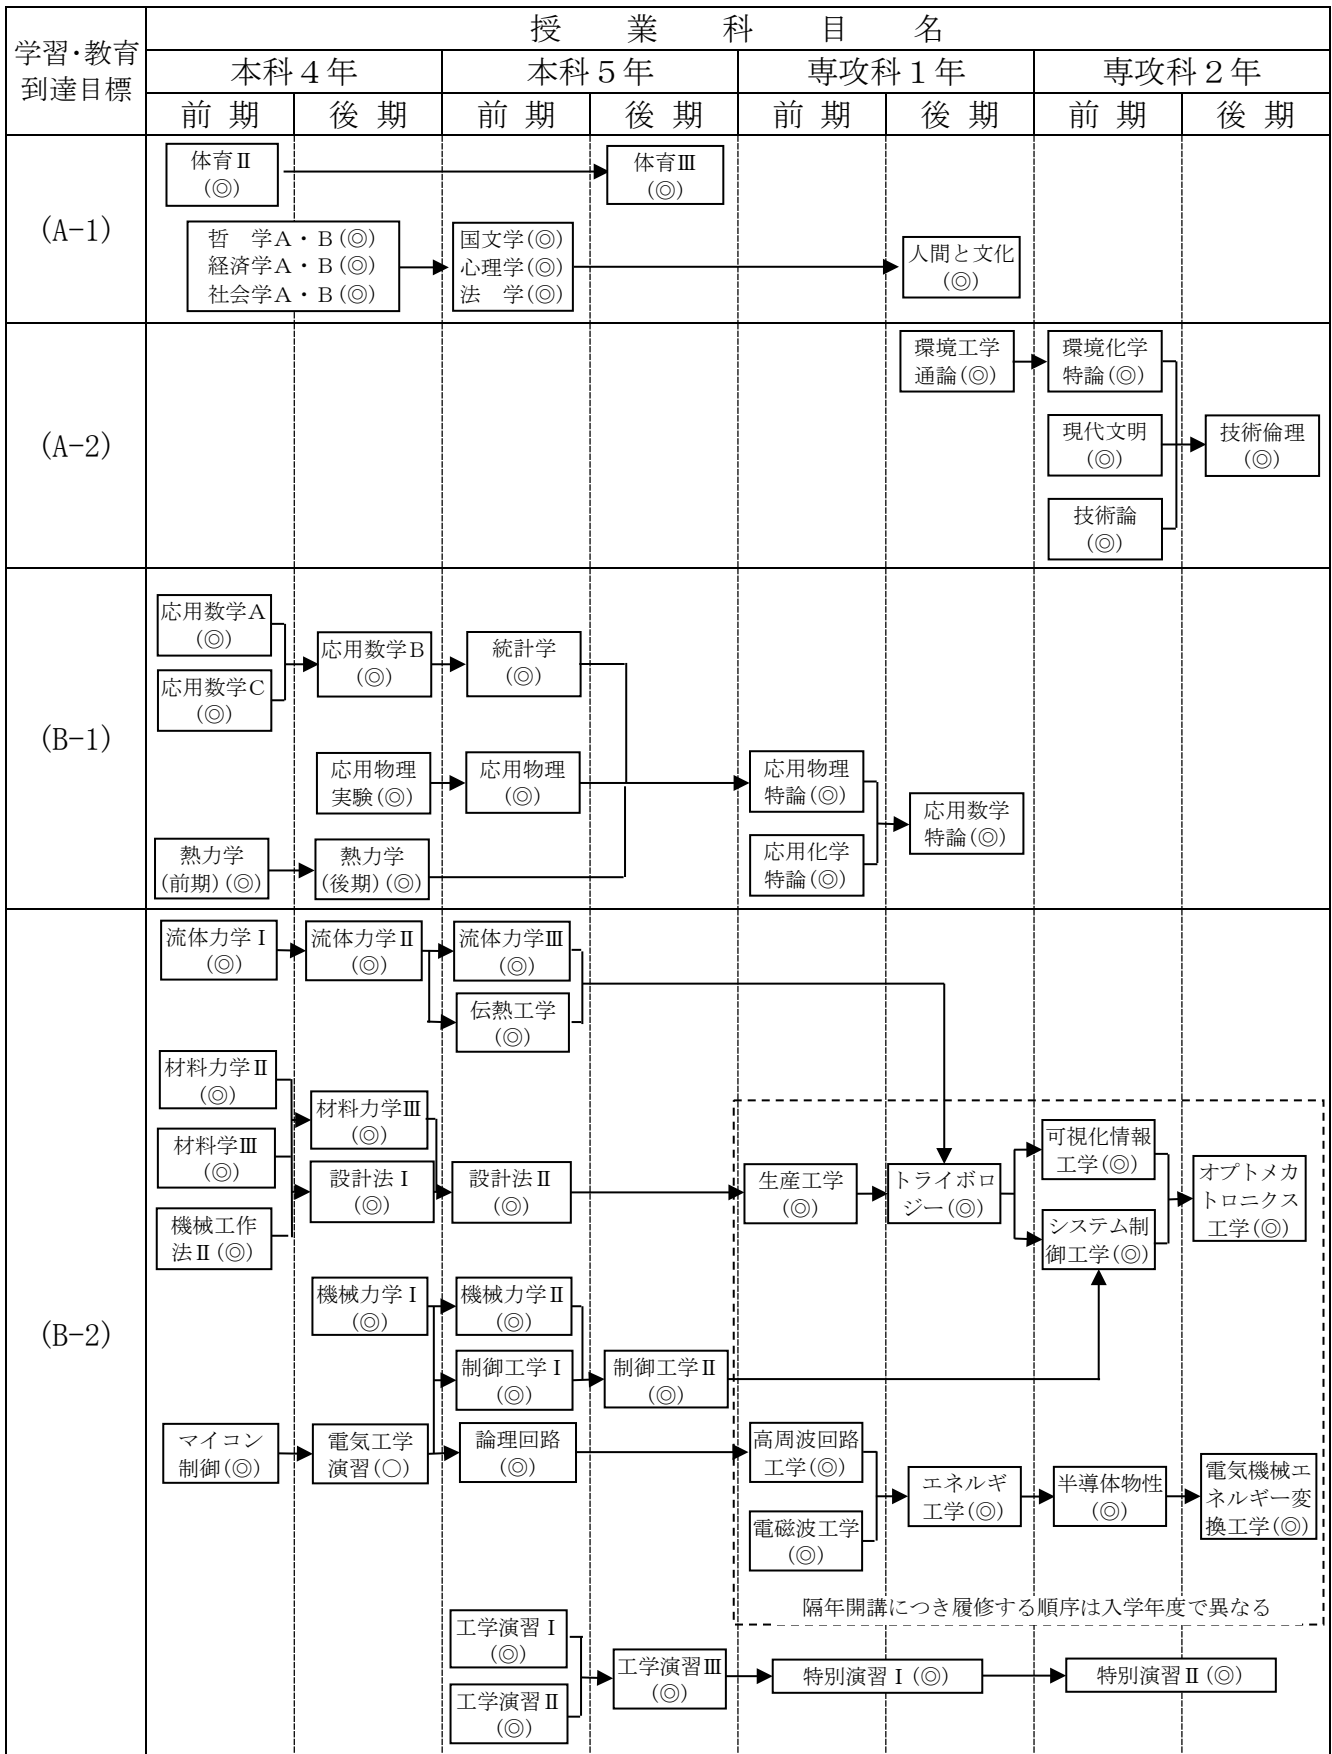 授業科目名
学習・教育
到達目標
本科４年
本科５年
専攻科１年
専攻科２年
前期
後期
前期
後期
前期
後期
前期
後期
(A-1)
体育Ⅱ
(◎)
体育Ⅲ
(◎)
哲　学A・B(◎)
経済学A・B(◎)
社会学A・B(◎)
国文学(◎)
心理学(◎)
法　学(◎)
人間と文化
(◎)
(A-2)
環境工学
通論(◎)
環境化学
特論(◎)
現代文明
(◎)
技術論
(◎)
技術倫理
(◎)
(B-1)
応用数学A
(◎)
応用数学C
(◎)
応用数学B
(◎)
統計学
(◎)
応用物理
実験(◎)
応用物理
(◎)
熱力学
(前期)(◎)
熱力学
(後期)(◎)
応用物理
特論(◎)
応用化学
特論(◎)
応用数学
特論(◎)
(B-2)
流体力学Ⅰ
(◎)
流体力学Ⅱ
(◎)
流体力学Ⅲ
(◎)
伝熱工学
(◎)
材料力学Ⅱ
(◎)
材料学Ⅲ
(◎)
機械工作
法Ⅱ(◎)
材料力学Ⅲ
(◎)
設計法Ⅰ
(◎)
設計法Ⅱ
(◎)
生産工学
(◎)
トライボロ
ジー(◎)
可視化情報
工学(◎)
システム制
御工学(◎)
オプトメカ
トロニクス
工学(◎)
機械力学Ⅰ
(◎)
機械力学Ⅱ
(◎)
制御工学Ⅰ
(◎)
制御工学Ⅱ
(◎)
マイコン
制御(◎)
電気工学
演習(○)
論理回路
(◎)
高周波回路
工学(◎)
電磁波工学
(◎)
エネルギ
工学(◎)
半導体物性
(◎)
電気機械エ
ネルギー変
換工学(◎)
隔年開講につき履修する順序は入学年度で異なる
工学演習Ⅰ
(◎)
工学演習Ⅱ
(◎)
工学演習Ⅲ
(◎)
特別演習Ⅰ(◎)
特別演習Ⅱ(◎)